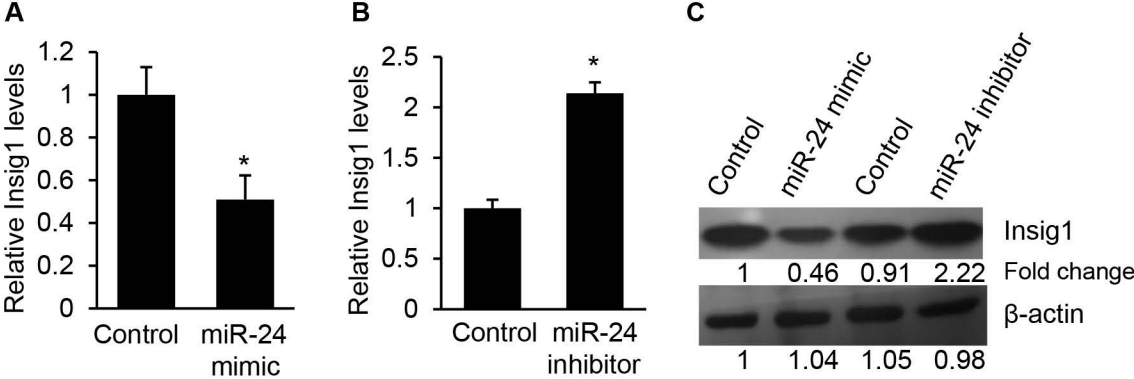 A
Relative Insig1 levels
1.2
1
0.8
0.6
0.4
0.2
0
*
Control
miR-24
mimic
B
Relative Insig1 levels
2.5
2
1.5
1
0.5
0
*
Control
miR-24
inhibitor
C
Control
miR-24 mimic
Control
miR-24 inhibitor
Insig1
1 0.46 0.91 2.22 Fold change
β-actin
1 1.04 1.05 0.98